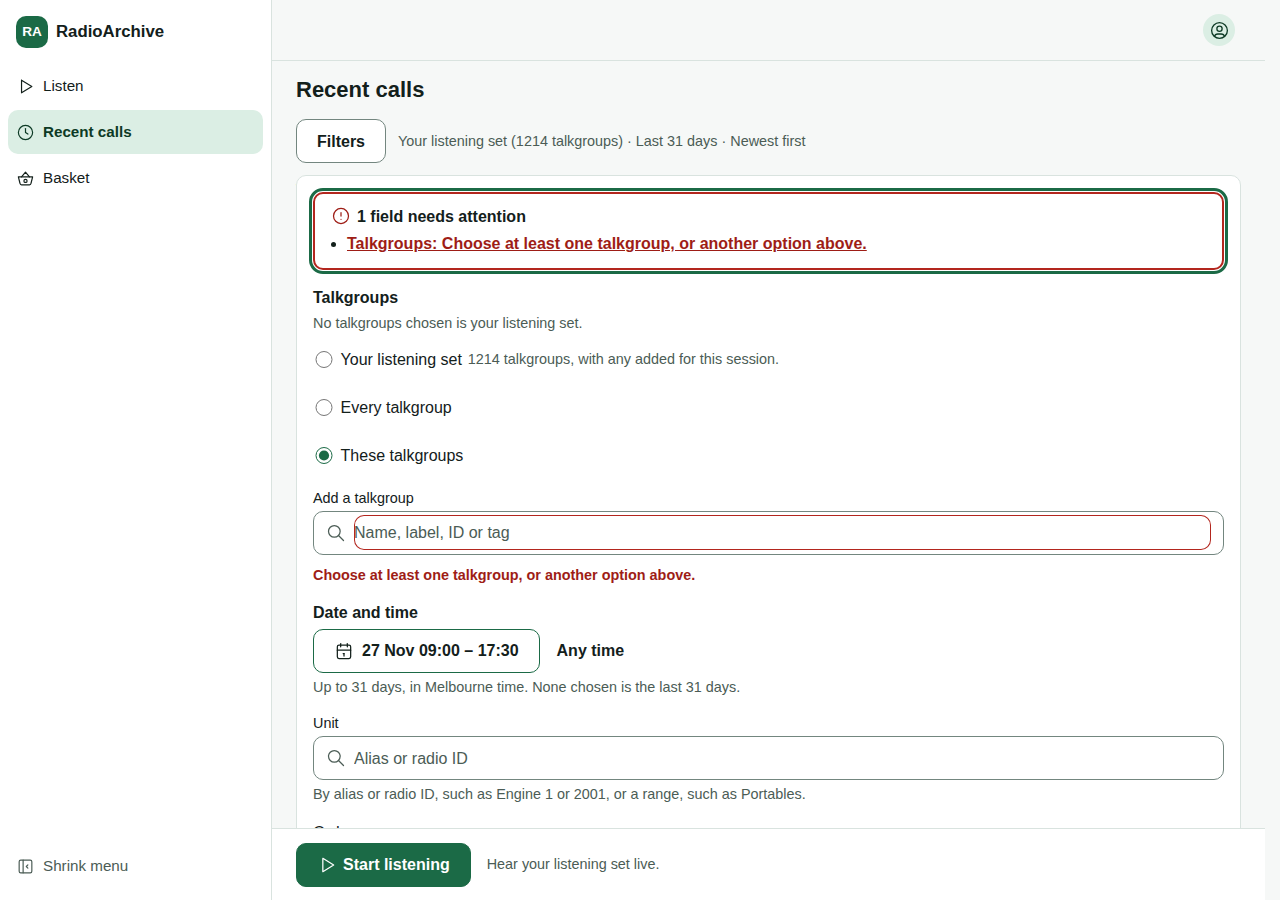 RA RadioArchive
Listen
Recent calls
Basket
Shrink menu
Recent calls
Filters
Your listening set (1214 talkgroups) · Last 31 days · Newest first
1 field needs attention
Talkgroups: Choose at least one talkgroup, or another option above.
Talkgroups
No talkgroups chosen is your listening set.
Your listening set 1214 talkgroups, with any added for this session.
Every talkgroup
These talkgroups
Add a talkgroup
Name, label, ID or tag
Choose at least one talkgroup, or another option above.
Date and time
27 Nov 09:00 – 17:30
Any time
Up to 31 days, in Melbourne time. None chosen is the last 31 days.
Unit
Alias or radio ID
By alias or radio ID, such as Engine 1 or 2001, or a range, such as Portables.
Start listening
Hear your listening set live.